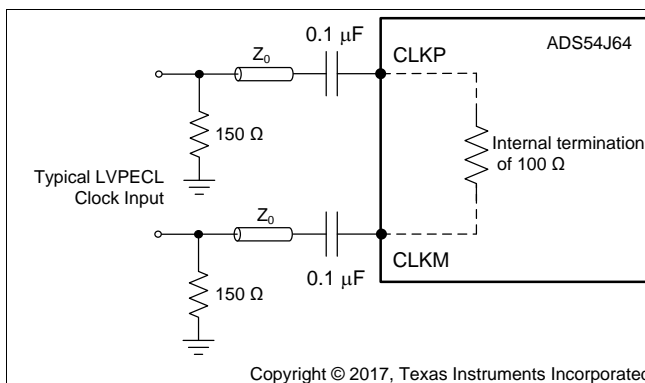 0.1 μF
Z0
CLKP
ADS54J64
150 Ω
Internal termination
of 100 Ω
Typical LVPECL
Clock Input
Z0
CLKM
0.1 μF
150 Ω
Copyright © 2017, Texas Instruments Incorporated